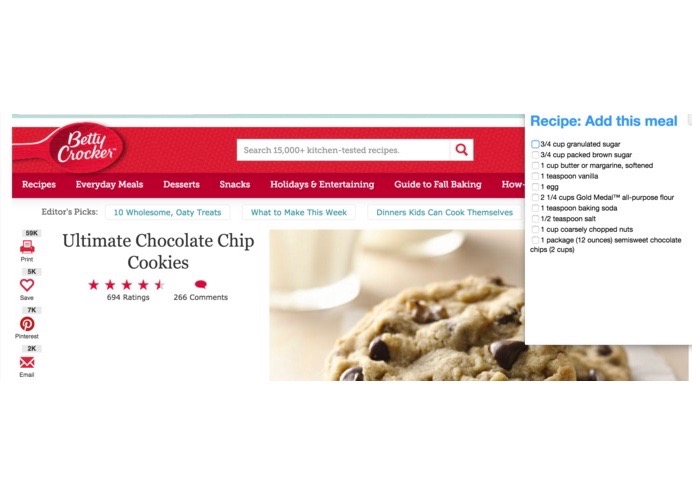 Betty
Crocker™
Search 15,000+ kitchen-tested recipes.
Recipes Everyday Meals Desserts Snacks Holidays & Entertaining Guide to Fall Baking How-
Editor's Picks: 10 Wholesome, Oaty Treats What to Make This Week Dinners Kids Can Cook Themselves
59K
Print
5K
Save
7K
Pinterest
2K
Email
Ultimate Chocolate Chip
Cookies
694 Ratings 266 Comments
Recipe: Add this meal
3/4 cup granulated sugar
3/4 cup packed brown sugar
1 cup butter or margarine, softened
1 teaspoon vanilla
1 egg
2 1/4 cups Gold Medal™ all-purpose flour
1 teaspoon baking soda
1/2 teaspoon salt
1 cup coarsely chopped nuts
1 package (12 ounces) semisweet chocolate
chips (2 cups)